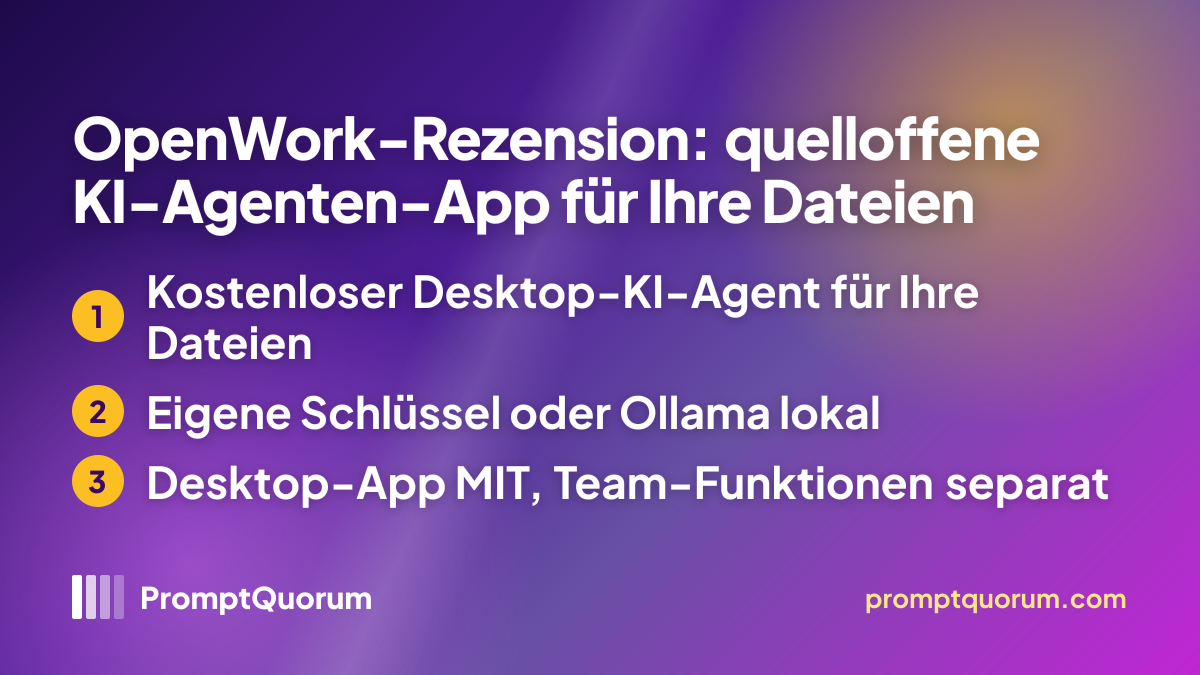 OpenWork-Rezension: quelloffene
KI-Agenten-App für Ihre Dateien
1 Kostenloser Desktop-KI-Agent für Ihre
Dateien
2 Eigene Schlüssel oder Ollama lokal
3 Desktop-App MIT, Team-Funktionen separat
PromptQuorum
promptquorum.com